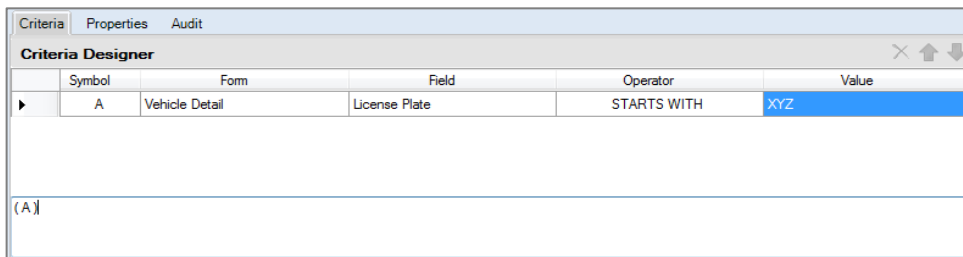 Criteria Properties Audit
Criteria Designer
Symbol Form Field Operator Value
A Vehicle Detail License Plate STARTS WITH XYZ
(A)